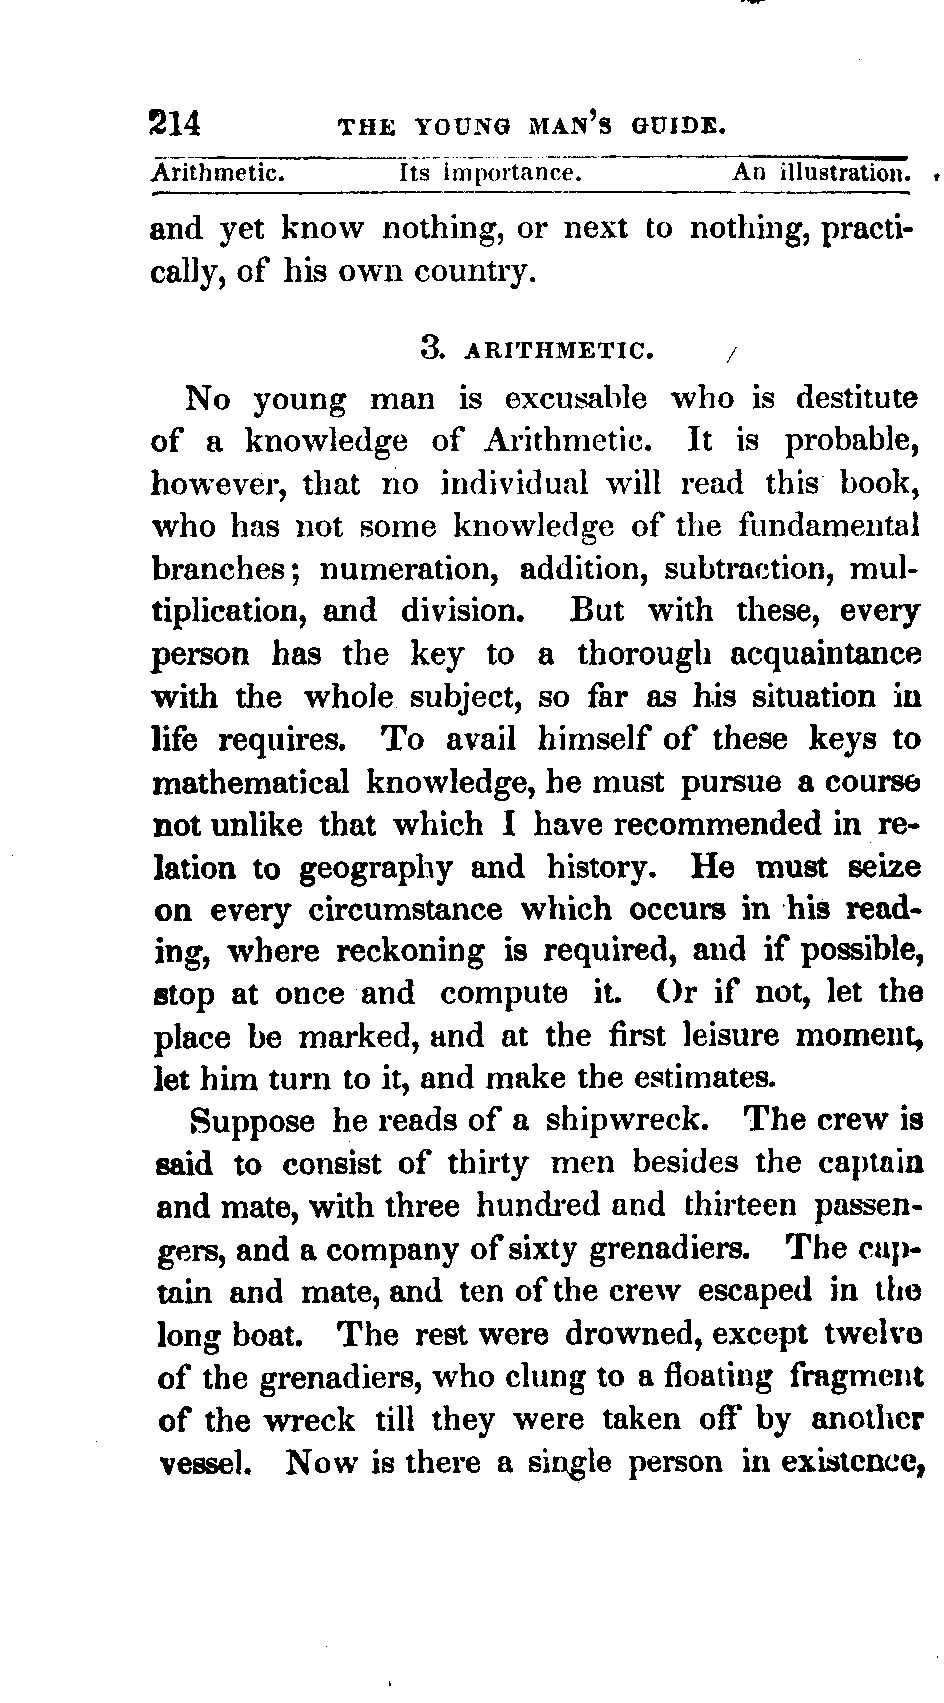 214 THE YOUNG MAN'S GUIDE.
Arithmetic. Its importance. An illustration.
and yet know nothing, or next to nothing, practi-
cally, of his own country.
3. ARITHMETIC.
No young man is excusable who is destitute
of a knowledge of Arithmetic. It is probable,
however, that no individual will read this book,
who has not some knowledge of the fundamental
branches; numeration, addition, subtraction, mul-
tiplication, and division. But with these, every
person has the key to a thorough acquaintance
with the whole subject, so far as his situation in
life requires. To avail himself of these keys to
mathematical knowledge, he must pursue a course
not unlike that which I have recommended in re-
lation to geography and history. He must seize
on every circumstance which occurs in his read-
ing, where reckoning is required, and if possible,
stop at once and compute it. Or if not, let the
place be marked, and at the first leisure moment,
let him turn to it, and make the estimates.
Suppose he reads of a shipwreck. The crew is
said to consist of thirty men besides the captain
and mate, with three hundred and thirteen passen-
gers, and a company of sixty grenadiers. The cap-
tain and mate, and ten of the crew escaped in the
long boat. The rest were drowned, except twelve
of the grenadiers, who clung to a floating fragment
of the wreck till they were taken off by another
vessel. Now is there a single person in existence,